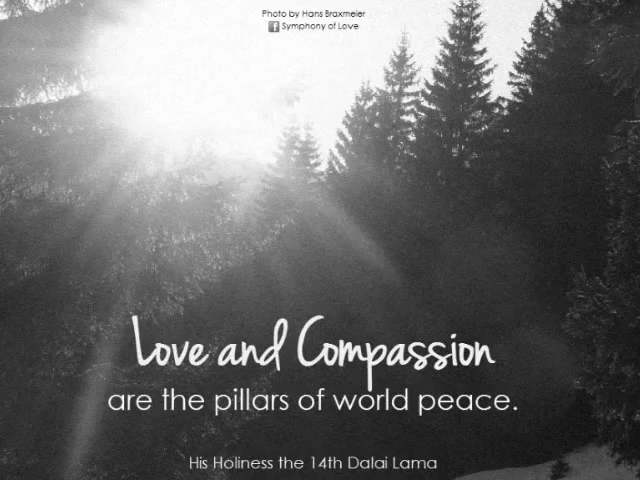 Photo by Hans Braxmeier
Symphony of Love
Love and Compassion
are the pillars of world peace.
His Holiness the 14th Dalai Lama